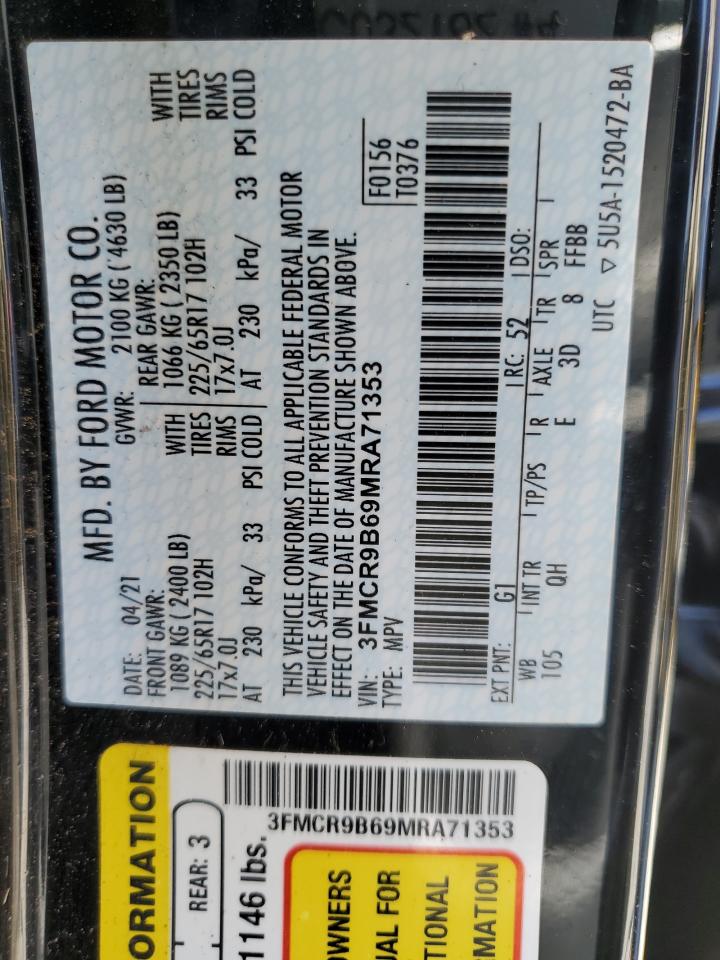 MFD. BY FORD MOTOR CO.
DATE: 04/21 GVWR: 2100 KG ( 4630 LB)
FRONT GAWR: REAR GAWR:
1089 KG ( 2400 LB) WITH 1066 KG ( 2350 LB) WITH
225/65R17 102H TIRES 225/65R17 102H TIRES
17x7.0J RIMS 17x7.0J RIMS
AT 230 kPa/ 33 PSI COLD AT 230 kPa/ 33 PSI COLD
THIS VEHICLE CONFORMS TO ALL APPLICABLE FEDERAL MOTOR
VEHICLE SAFETY AND THEFT PREVENTION STANDARDS IN
EFFECT ON THE DATE OF MANUFACTURE SHOWN ABOVE.
VIN: 3FMCR9B69MRA71353 F0156
TYPE: MPV T0376
EXT PNT: G1 RC: 52 DSO:
WB INT TR TP/PS R AXLE TR SPR
105 QH E 3D 8 FFBB
UTC ▽ 5U5A-1520472-BA
ORMATION
REAR: 3
1146 lbs.
3FMCR9B69MRA71353
OWNERS
UAL FOR
TIONAL
MATION